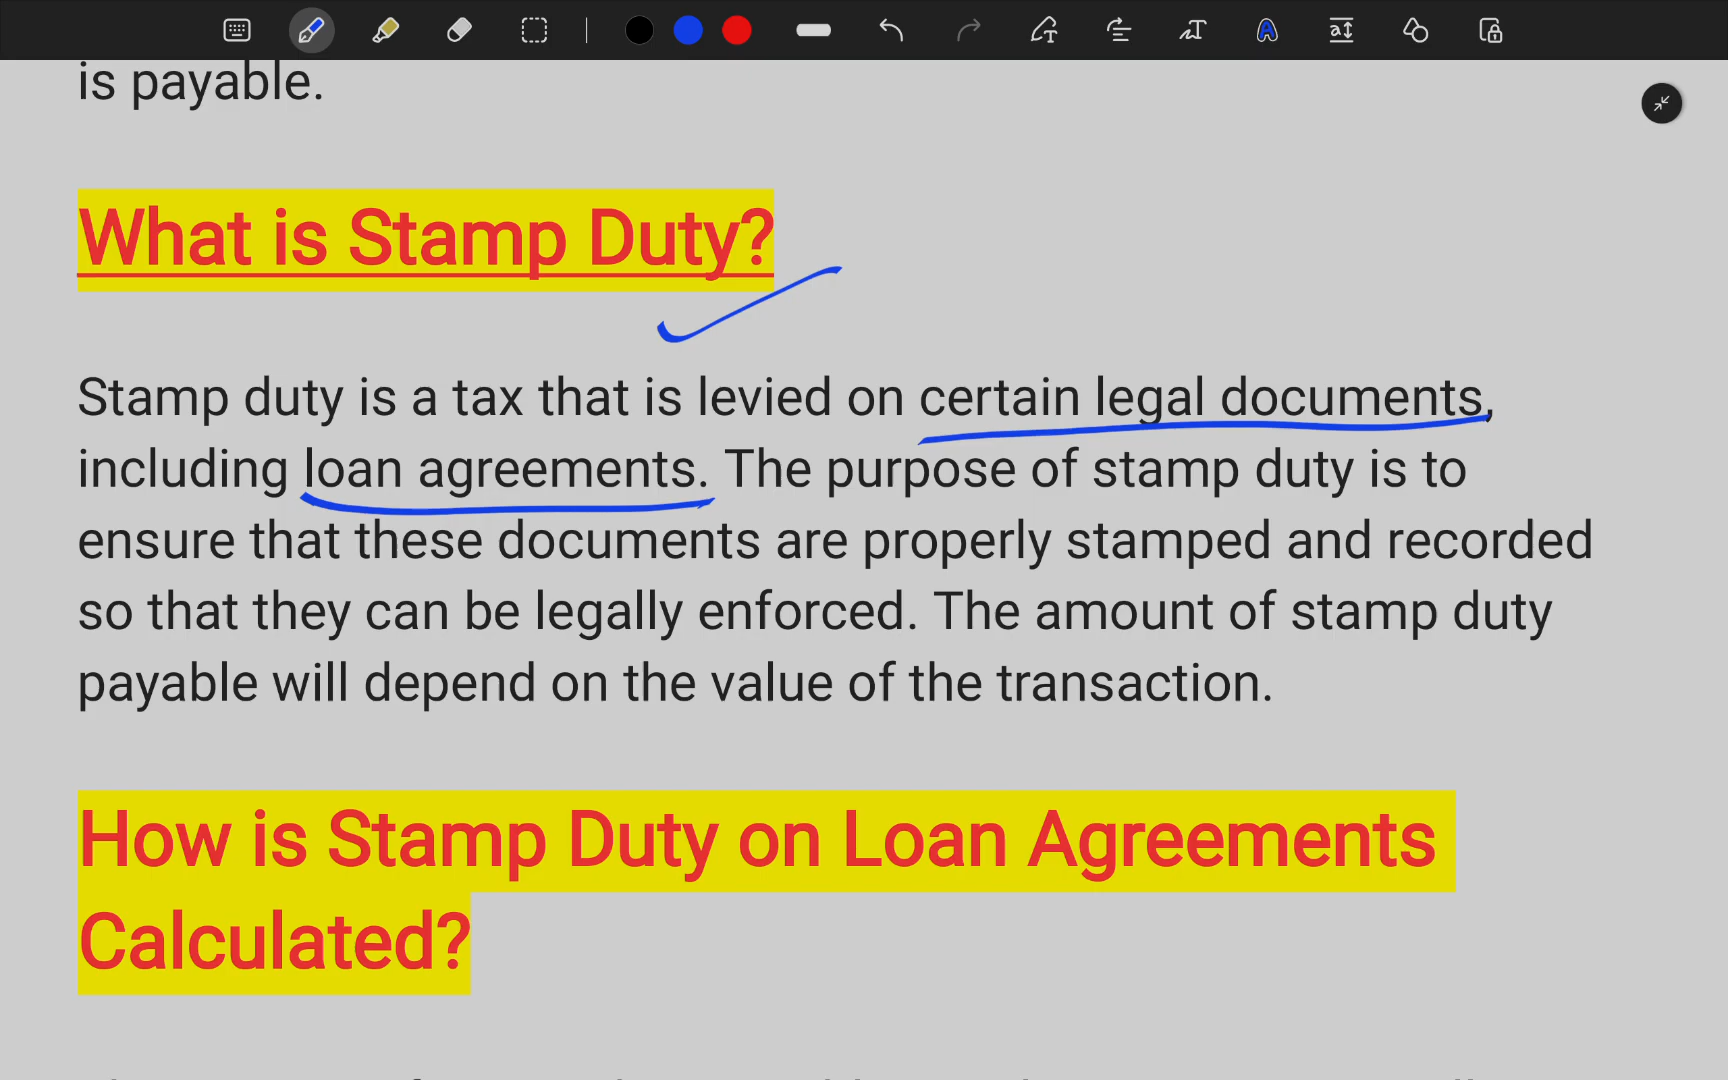 is payable.
What is Stamp Duty?
Stamp duty is a tax that is levied on certain legal documents,
including loan agreements. The purpose of stamp duty is to
ensure that these documents are properly stamped and recorded
so that they can be legally enforced. The amount of stamp duty
payable will depend on the value of the transaction.
How is Stamp Duty on Loan Agreements
Calculated?